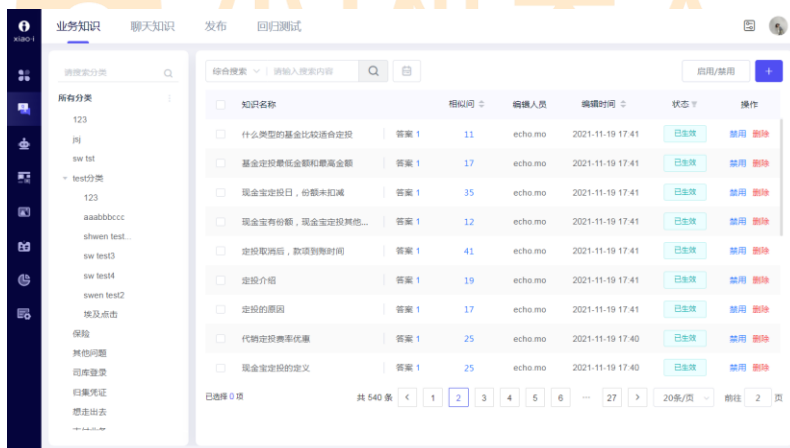 xiao-i
业务知识 聊天知识 发布 回归测试
请搜索分类
所有分类
123
jsj
sw tst
test分类
123
aaabbbccc
shwen test...
sw test3
sw test4
swen test2
埃及点击
保险
其他问题
司库登录
归集凭证
想走出去
综合搜索 请输入搜索内容 启用/禁用 +
知识名称 相似问 编辑人员 编辑时间 状态 操作
什么类型的基金比较适合定投 答案 1 11 echo.mo 2021-11-19 17:41 已生效 禁用 删除
基金定投最低金额和最高金额 答案 1 17 echo.mo 2021-11-19 17:41 已生效 禁用 删除
现金宝定投日，份额未扣减 答案 1 35 echo.mo 2021-11-19 17:41 已生效 禁用 删除
现金宝有份额，现金宝定投其他... 答案 1 12 echo.mo 2021-11-19 17:41 已生效 禁用 删除
定投取消后，款项到账时间 答案 1 41 echo.mo 2021-11-19 17:41 已生效 禁用 删除
定投介绍 答案 1 19 echo.mo 2021-11-19 17:41 已生效 禁用 删除
定投的原因 答案 1 17 echo.mo 2021-11-19 17:41 已生效 禁用 删除
代销定投费率优惠 答案 1 25 echo.mo 2021-11-19 17:40 已生效 禁用 删除
现金宝定投的定义 答案 1 25 echo.mo 2021-11-19 17:40 已生效 禁用 删除
已选择 0 项 共 540 条 < 1 2 3 4 5 6 ... 27 > 20条/页 前往 2 页